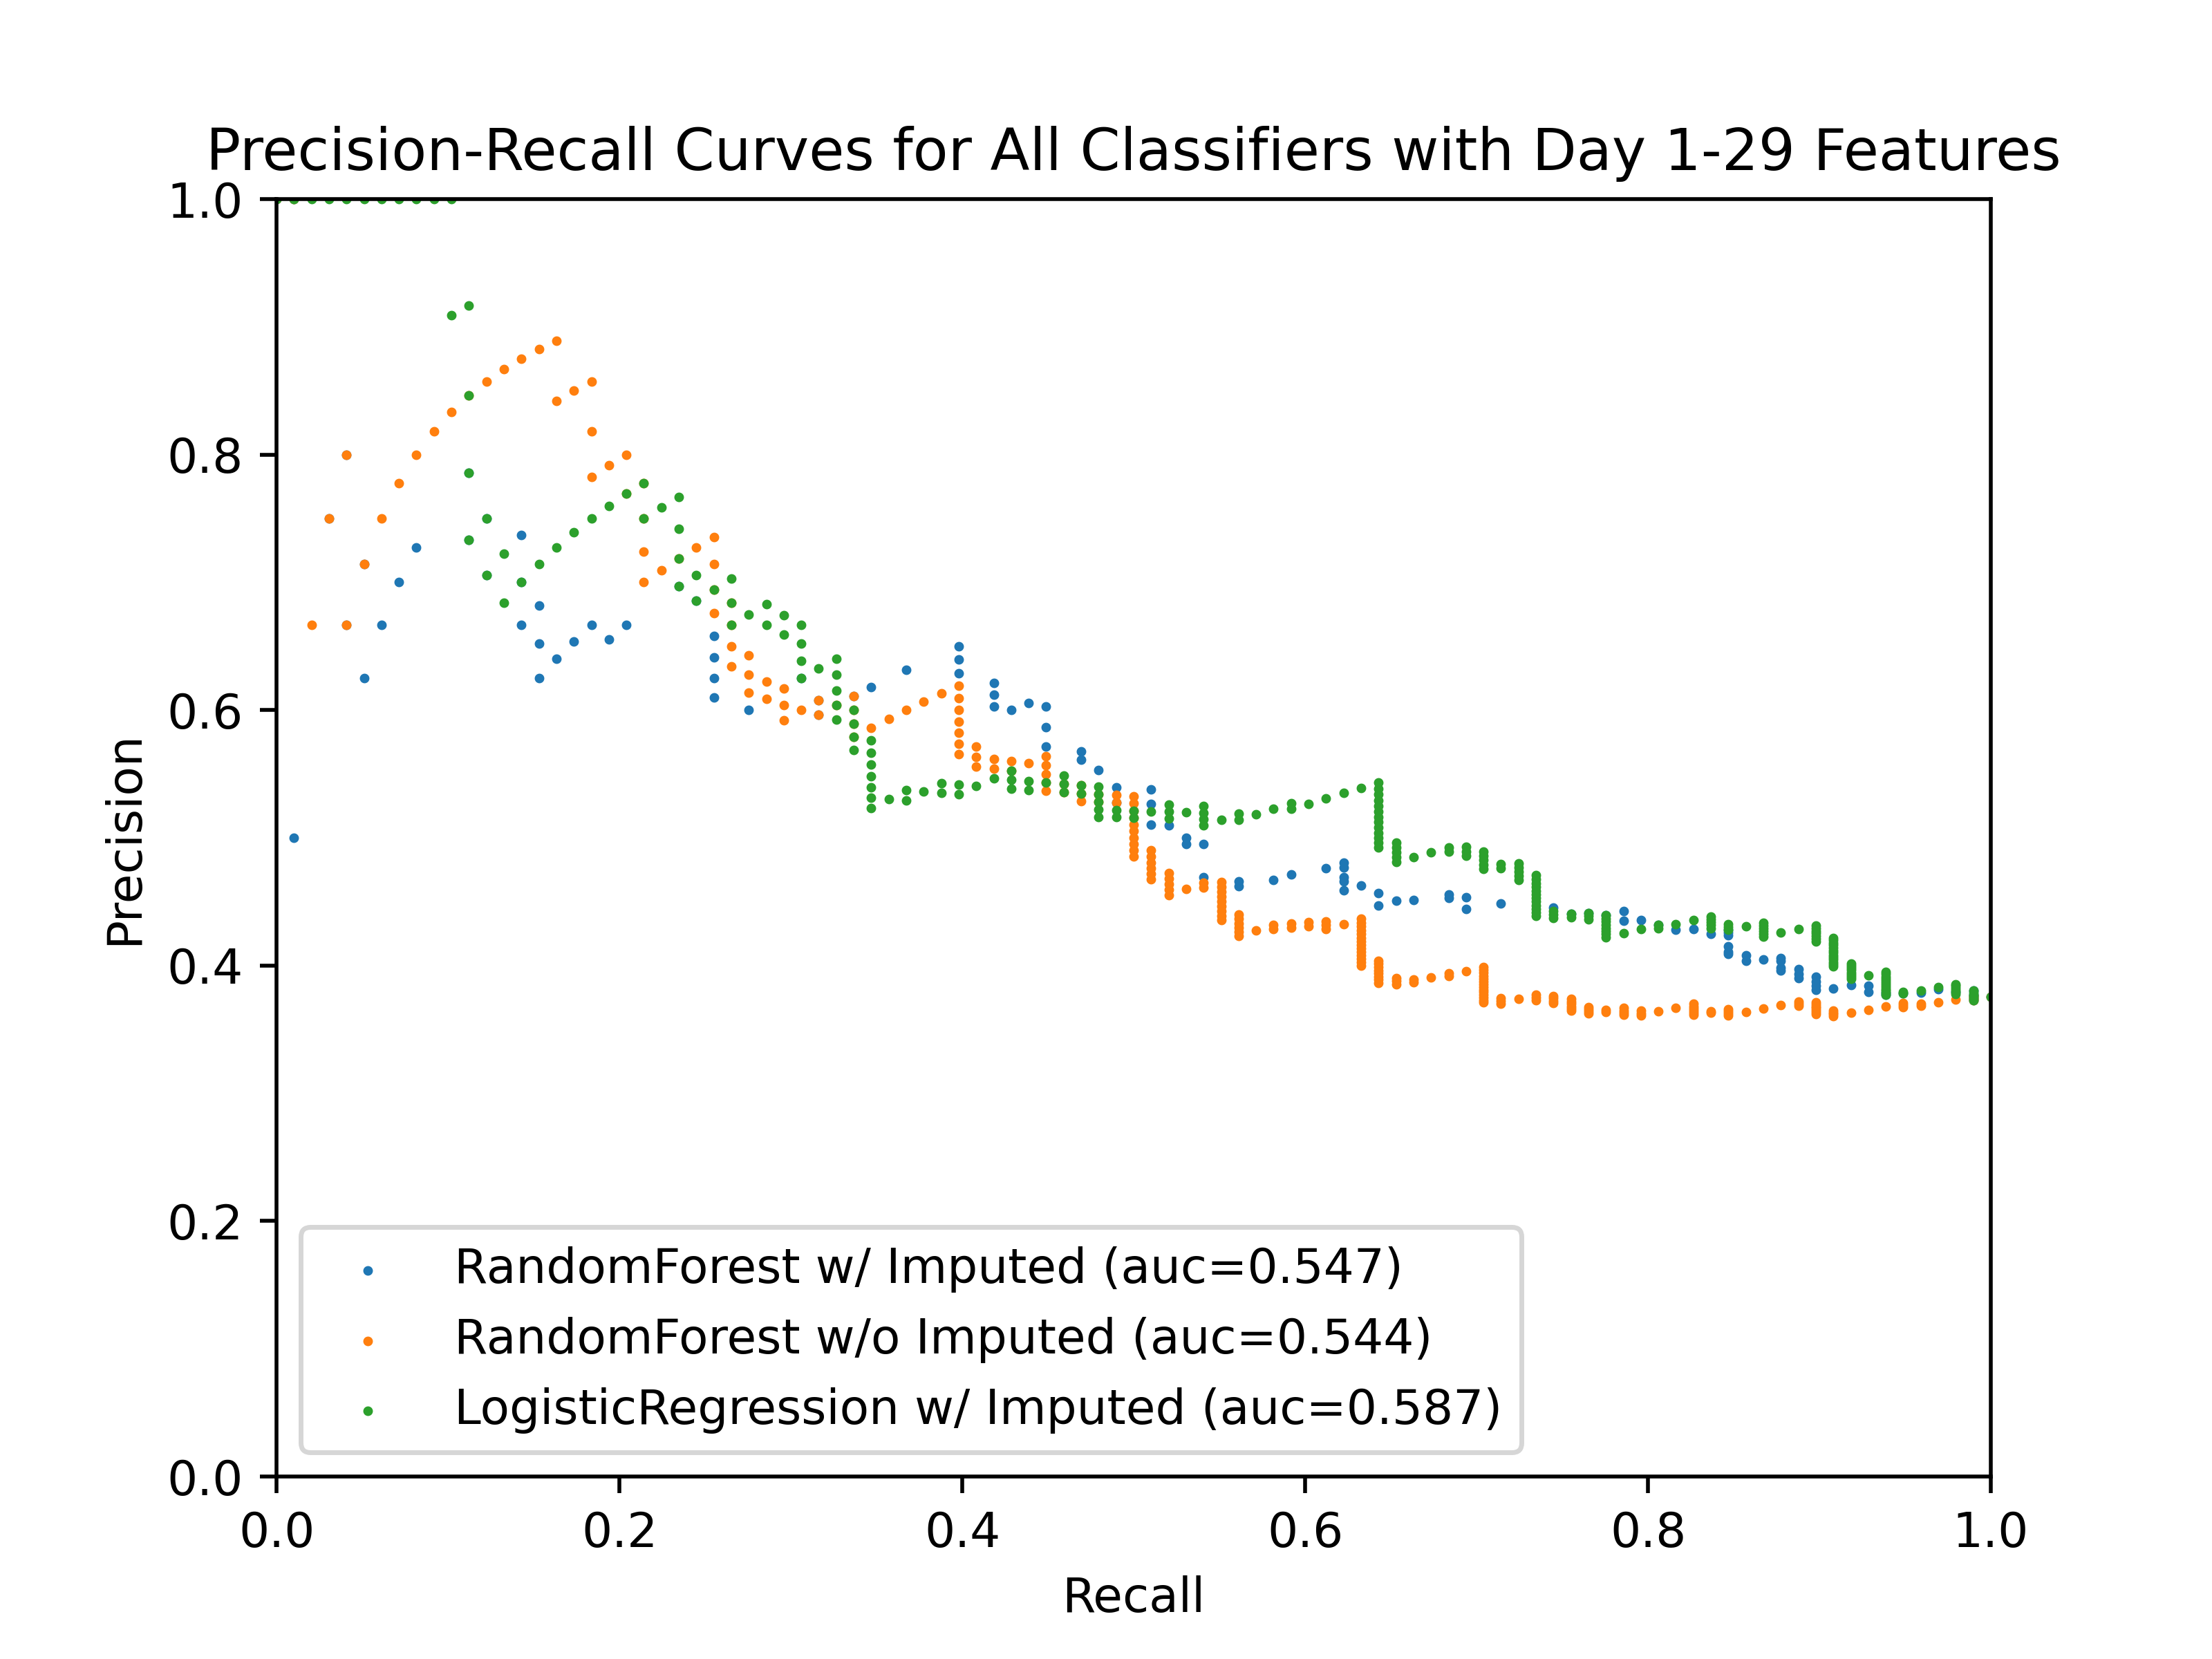 Precision-Recall Curves for All Classifiers with Day 1-29 Features
1.0
0.8
0.6
0.4
0.2
0.0
Precision
RandomForest w/ Imputed (auc=0.547)
RandomForest w/o Imputed (auc=0.544)
LogisticRegression w/ Imputed (auc=0.587)
0.0 0.2 0.4 0.6 0.8 1.0
Recall